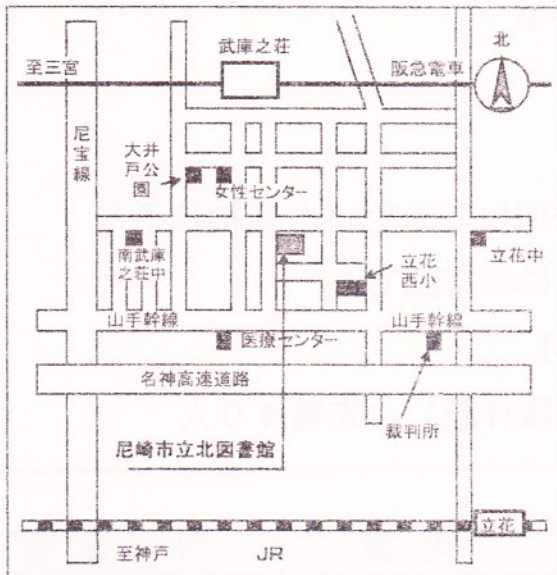 武庫之荘
北
至三宮
阪急電車
尼宝線
大井
戸公
園
女性センター
南武庫
之荘中
立花
西小
立花中
山手幹線
山手幹線
医療センター
名神高速道路
裁判所
尼崎市立北図書館
立花
至神戸
JR